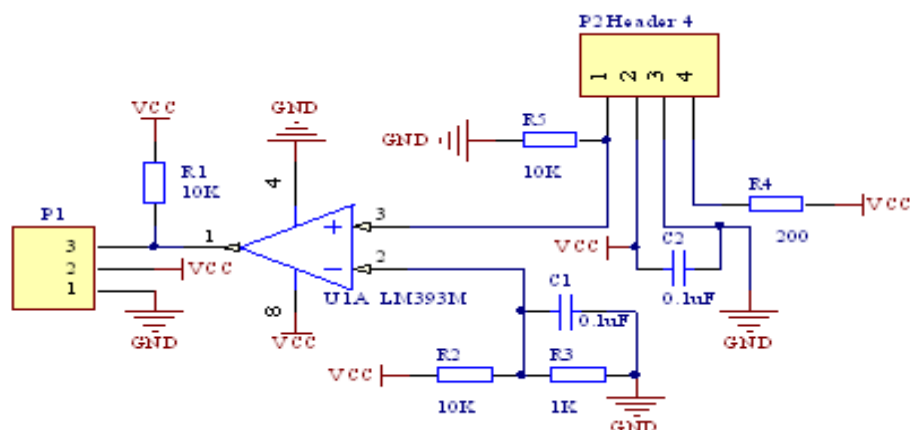 P2 Header 4
1 2 3 4
VCC
GND
R5
GND
10K
R1
10K
4
R4
VCC
200
P1
3
2
1
1
VCC
GND
+
−
3
2
VCC
C2
0.1uF
8
U1A LM393M
C1
0.1uF
VCC
GND
R2
R3
VCC
10K
1K
GND